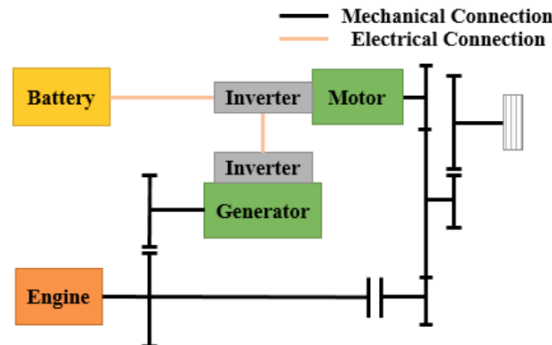 Mechanical Connection
Electrical Connection
Battery
Inverter
Motor
Inverter
Generator
Engine